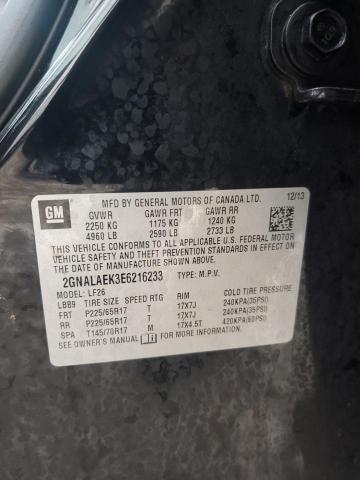 GM
MFD BY GENERAL MOTORS OF CANADA LTD. 12/13
GVWR GAWR FRT GAWR RR
2250 KG 1175 KG 1240 KG
4960 LB 2590 LB 2733 LB
THIS VEHICLE CONFORMS TO ALL APPLICABLE U.S. FEDERAL MOTOR
VEHICLE SAFETY AND THEFT PREVENTION STANDARDS IN EFFECT ON
THE DATE OF MANUFACTURE SHOWN ABOVE.
2GNALAEK3E6216233 TYPE: M.P.V.
MODEL: LF26
LBB9 TIRE SIZE SPEED RTG RIM COLD TIRE PRESSURE
FRT P225/65R17 T 17X7J 240KPA(35PSI)
RR P225/65R17 T 17X7J 240KPA(35PSI)
SPA T145/70R17 M 17X4.5T 420KPA(60PSI)
SEE OWNER'S MANUAL FOR MORE INFORMATION.